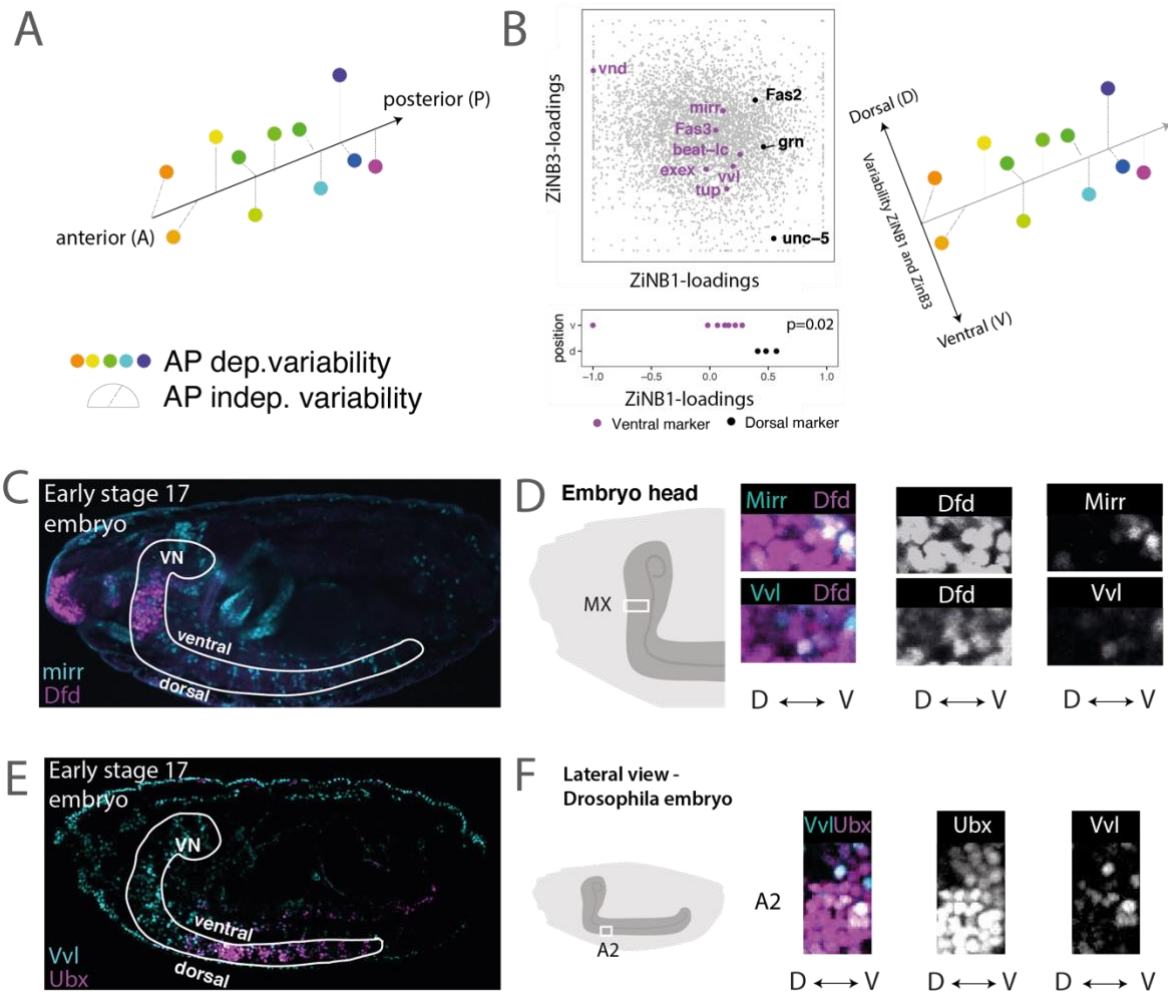 A
posterior (P)
anterior (A)
AP dep.variability
AP indep. variability
B
ZiNB3-loadings
vnd
Fas2
mirr
Fas3
grn
beat-Ic
exex
vvl
tup
unc-5
ZiNB1-loadings
position
v
d
p=0.02
-1.0
-0.5
0.0
0.5
1.0
ZiNB1-loadings
Ventral marker
Dorsal marker
Dorsal (D)
Variability ZiNB1 and ZinB3
Ventral (V)
C
Early stage 17
embryo
VN
ventral
dorsal
mirr
Dfd
D
Embryo head
MX
Mirr Dfd
Dfd
Mirr
Vvl Dfd
Dfd
Vvl
D V
D V
D V
E
Early stage 17
embryo
VN
ventral
dorsal
Vvl
Ubx
F
Lateral view -
Drosophila embryo
A2
A2
VvlUbx
Ubx
Vvl
D V
D V
D V